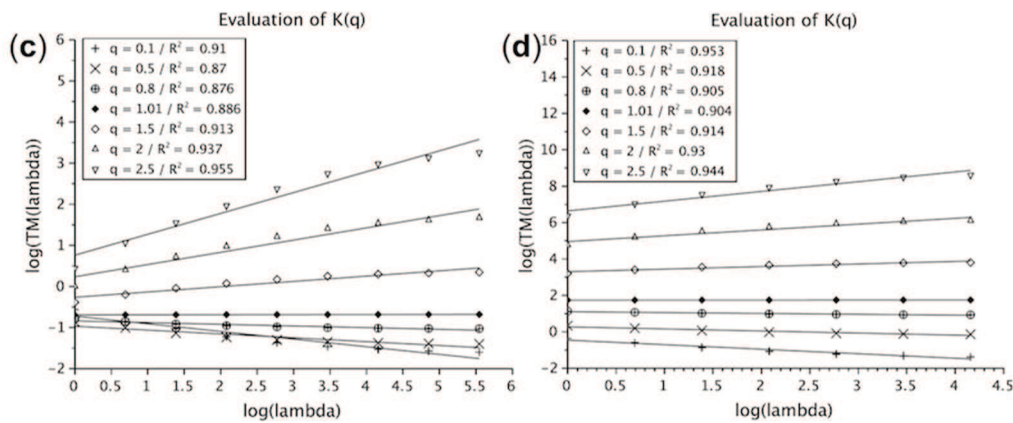 Evaluation of K(q)
(c)
q = 0.1 / R² = 0.91
q = 0.5 / R² = 0.87
q = 0.8 / R² = 0.876
q = 1.01 / R² = 0.886
q = 1.5 / R² = 0.913
q = 2 / R² = 0.937
q = 2.5 / R² = 0.955
log(TM(lambda))
6
5
4
3
2
1
0
-1
-2
0 0.5 1 1.5 2 2.5 3 3.5 4 4.5 5 5.5 6
log(lambda)
Evaluation of K(q)
(d)
q = 0.1 / R² = 0.953
q = 0.5 / R² = 0.918
q = 0.8 / R² = 0.905
q = 1.01 / R² = 0.904
q = 1.5 / R² = 0.914
q = 2 / R² = 0.93
q = 2.5 / R² = 0.944
log(TM(lambda))
16
14
12
10
8
6
4
2
0
-2
0 0.5 1 1.5 2 2.5 3 3.5 4 4.5
log(lambda)